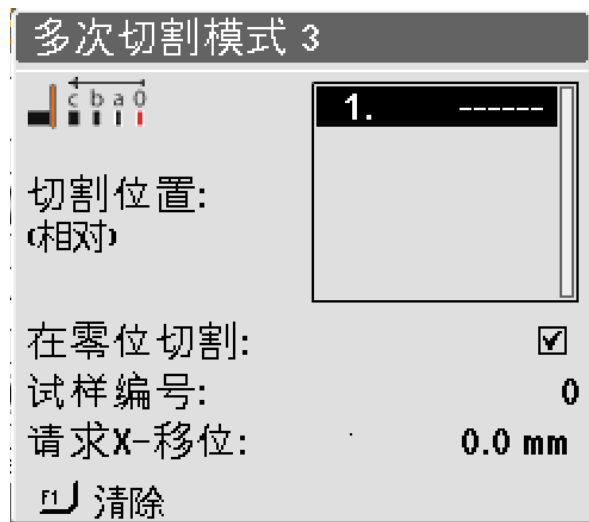 多次切割模式 3
c b a 0
1. ------
切割位置:
(相对)
在零位切割: ☑
试样编号: 0
请求X-移位: 0.0 mm
F1 清除